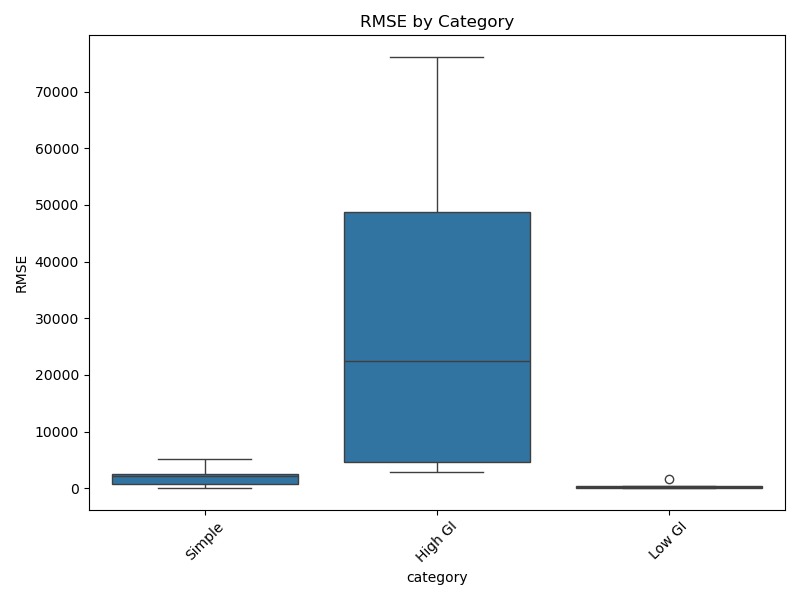 RMSE by Category
RMSE
70000
60000
50000
40000
30000
20000
10000
0
Simple
High GI
Low GI
category